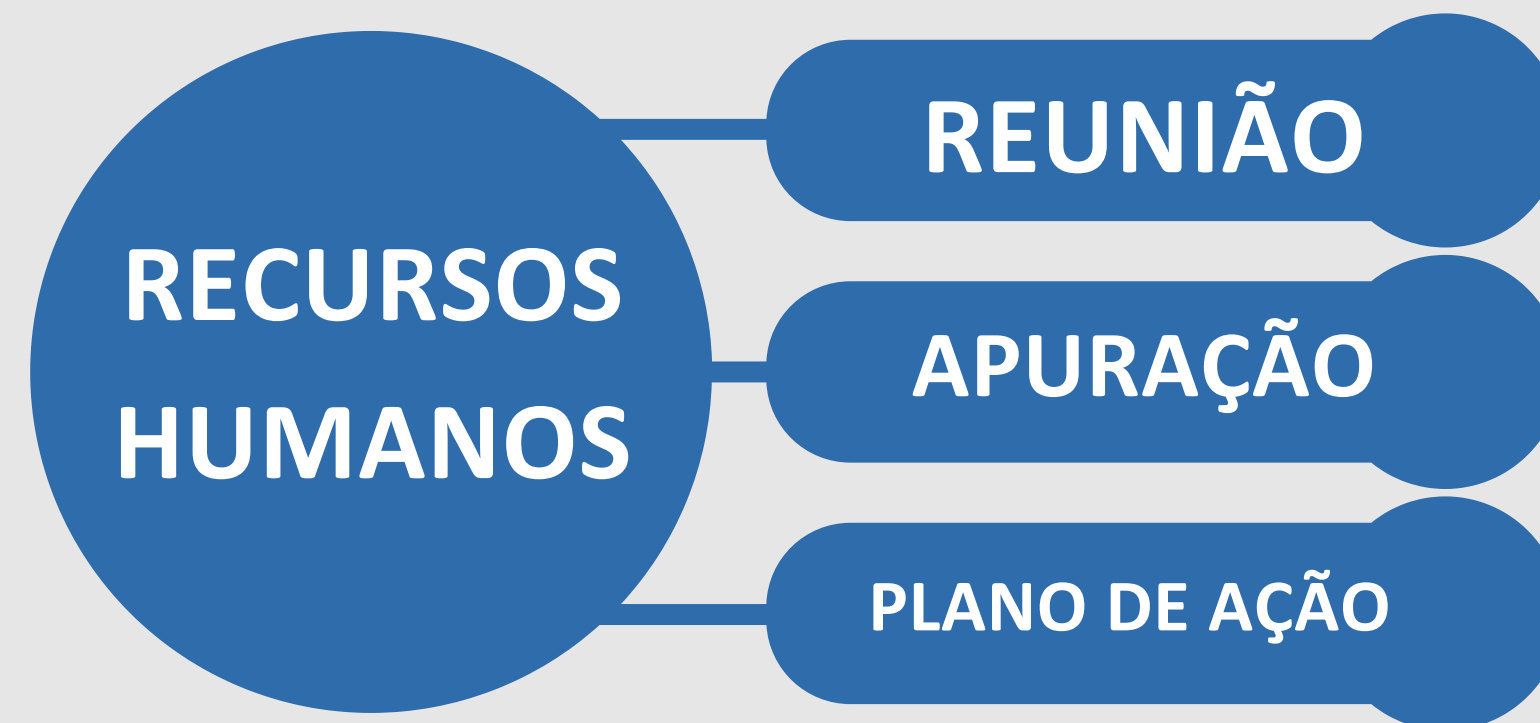 RECURSOS
HUMANOS
REUNIÃO
APURAÇÃO
PLANO DE AÇÃO